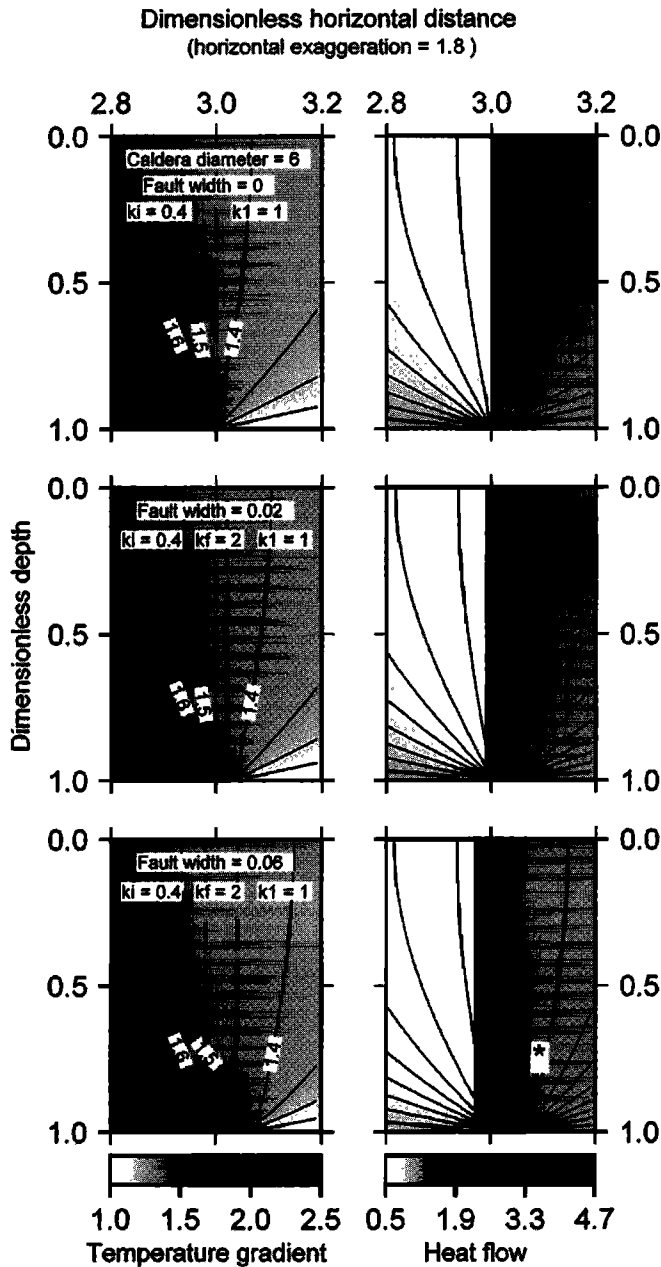 Dimensionless horizontal distance
(horizontal exaggeration = 1.8 )
2.8 3.0 3.2 2.8 3.0 3.2
0.0 0.0
Caldera diameter = 6
Fault width = 0
ki = 0.4 k1 = 1
0.5 0.5
1.6 1.5 1.4
1.0 1.0
0.0 0.0
Fault width = 0.02
ki = 0.4 kf = 2 k1 = 1
Dimensionless depth
0.5 0.5
1.6 1.5 1.4
1.0 1.0
0.0 0.0
Fault width = 0.06
ki = 0.4 kf = 2 k1 = 1
0.5 0.5
1.6 1.5 1.4 *
1.0 1.0
1.0 1.5 2.0 2.5 0.5 1.9 3.3 4.7
Temperature gradient Heat flow